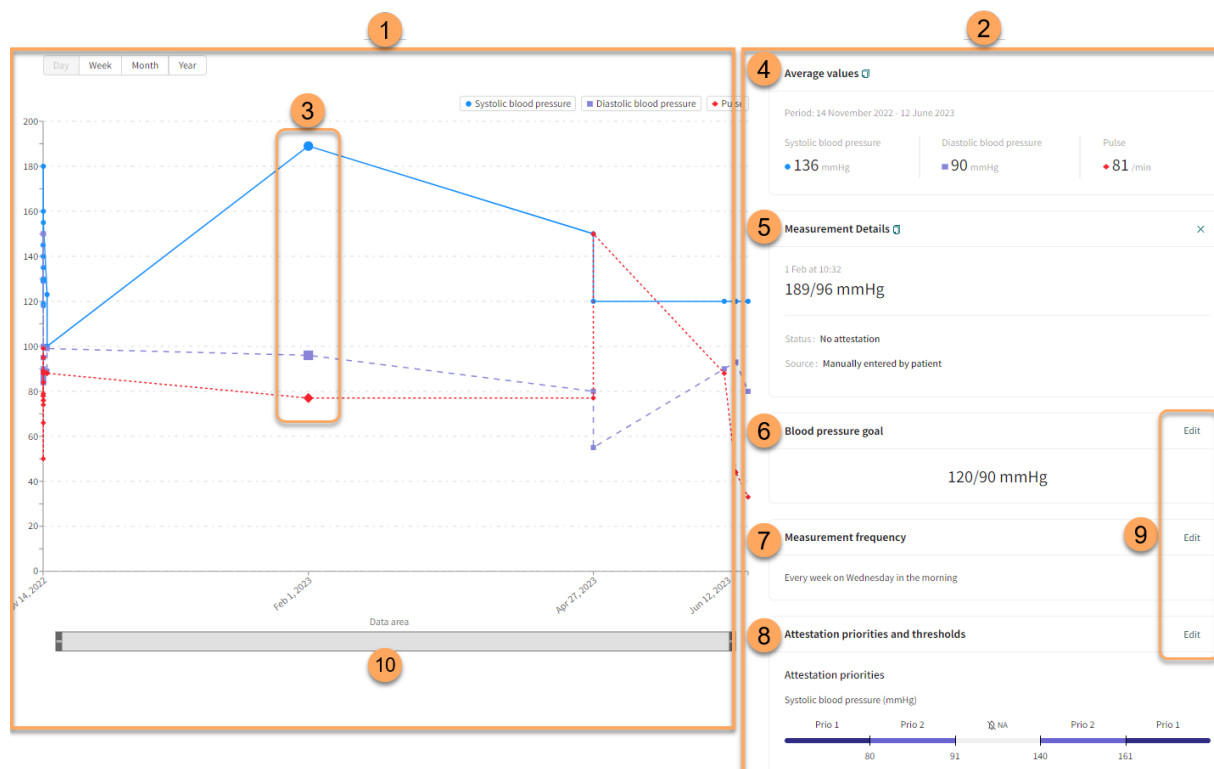 1
2
Day Week Month Year
3
Systolic blood pressure Diastolic blood pressure Pulse
200
180
160
140
120
100
80
60
40
20
0
14, 2022
Feb 1, 2023
Apr 27, 2023
Jun 12, 2023
Data area
10
4
Average values
Period: 14 November 2022 - 12 June 2023
Systolic blood pressure Diastolic blood pressure Pulse
136 mmHg 90 mmHg 81 /min
5
Measurement Details ×
1 Feb at 10:32
189/96 mmHg
Status : No attestation
Source : Manually entered by patient
6
Blood pressure goal Edit
120/90 mmHg
7
Measurement frequency Edit
9
Every week on Wednesday in the morning
8
Attestation priorities and thresholds Edit
Attestation priorities
Systolic blood pressure (mmHg)
Prio 1 Prio 2 NA Prio 2 Prio 1
80 91 140 161